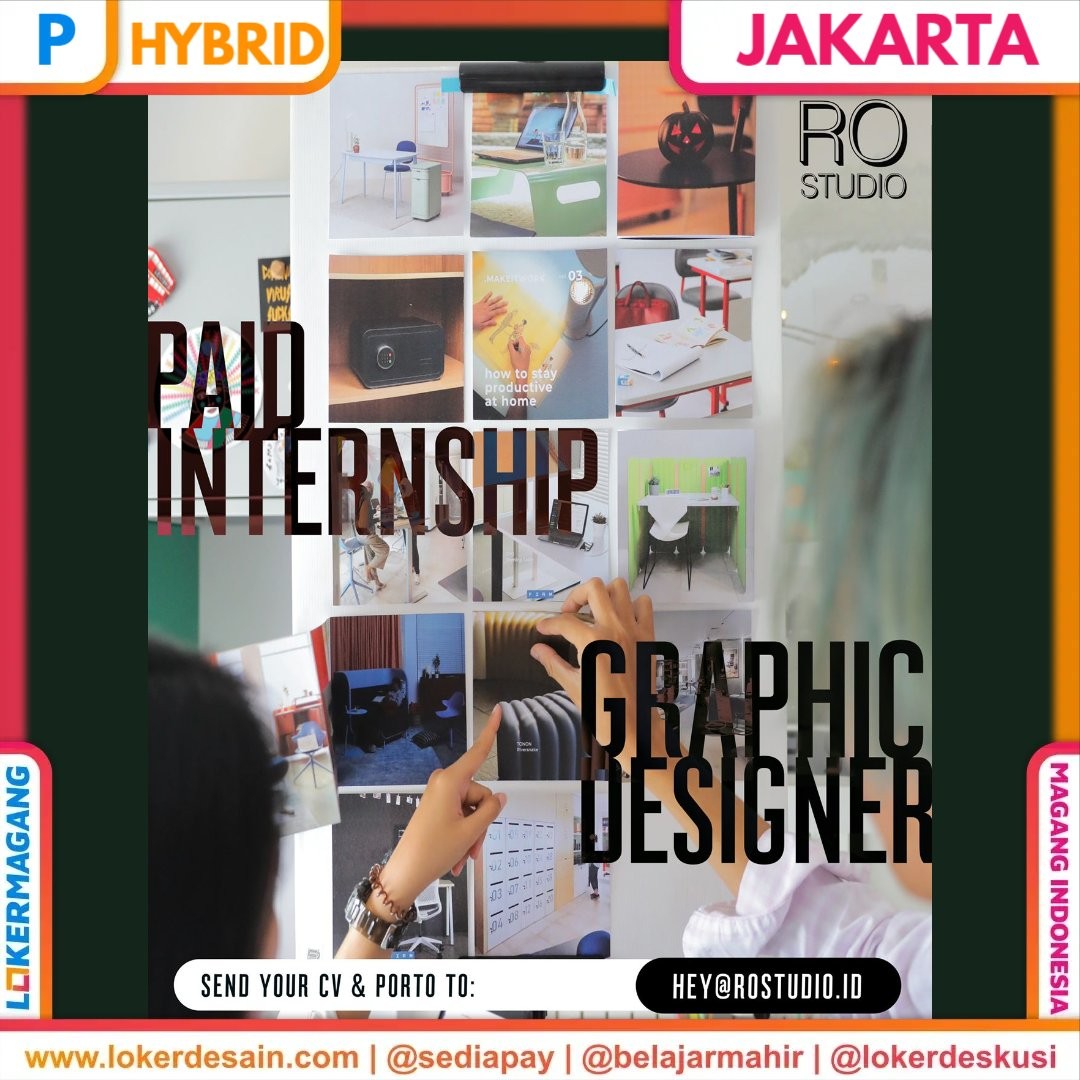 P
HYBRID
JAKARTA
RO
STUDIO
03
how to stay
productive
at home
PAID
INTERNSHIP
GRAPHIC
DESIGNER
LOKERMAGANG
MAGANG INDONESIA
SEND YOUR CV & PORTO TO:
HEY@ROSTUDIO.ID
www.lokerdesain.com | @sediapay | @belajarmahir | @lokerdeskusi